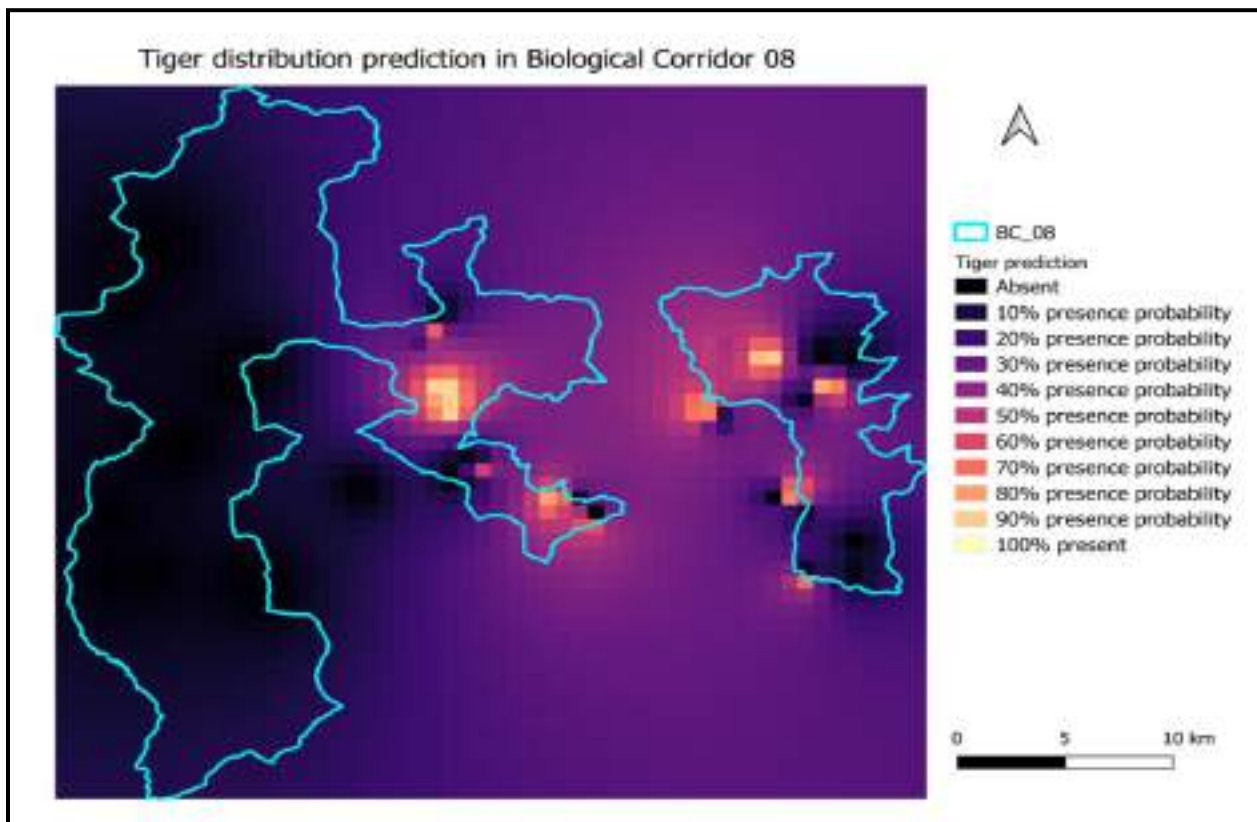 Tiger distribution prediction in Biological Corridor 08
BC_08
Tiger prediction
Absent
10% presence probability
20% presence probability
30% presence probability
40% presence probability
50% presence probability
60% presence probability
70% presence probability
80% presence probability
90% presence probability
100% present
0 5 10 km